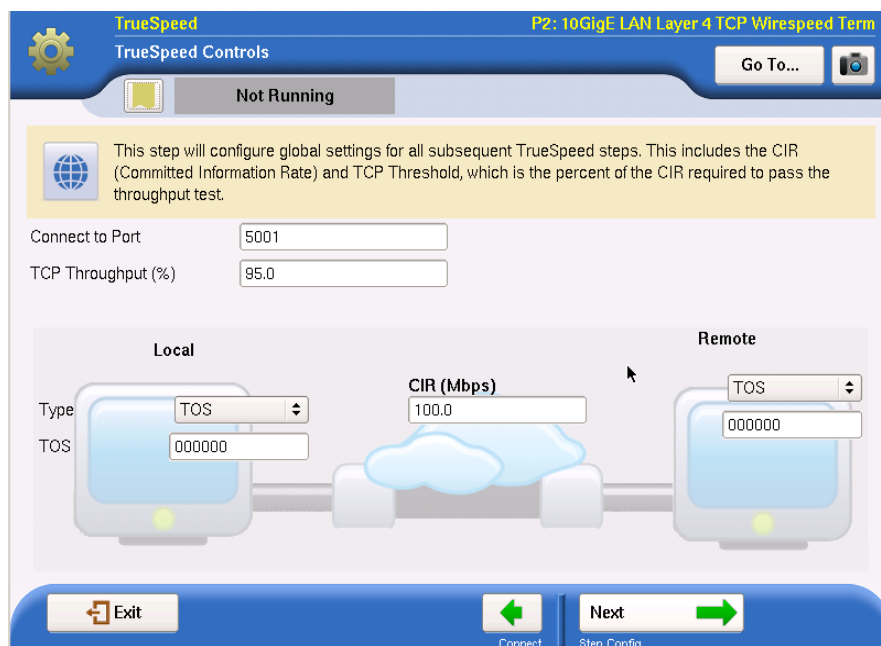 TrueSpeed
P2: 10GigE LAN Layer 4 TCP Wirespeed Term
TrueSpeed Controls
Go To...
Not Running
This step will configure global settings for all subsequent TrueSpeed steps. This includes the CIR
(Committed Information Rate) and TCP Threshold, which is the percent of the CIR required to pass the
throughput test.
Connect to Port
5001
TCP Throughput (%)
95.0
Local
Remote
CIR (Mbps)
Type
TOS
100.0
TOS
TOS
000000
000000
Exit
Next
Connect
Step Config